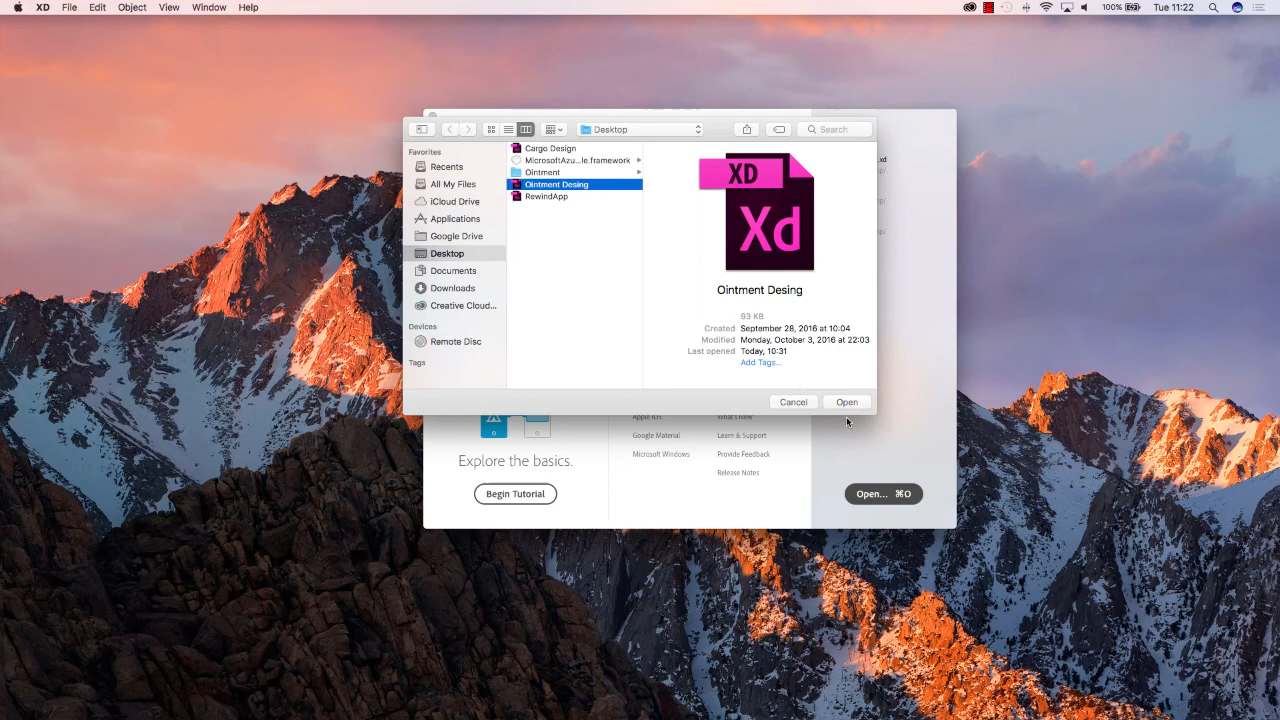 XD File Edit Object View Window Help
100% Tue 11:22
Desktop
Search
Favorites
Recents
All My Files
iCloud Drive
Applications
Google Drive
Desktop
Documents
Downloads
Creative Cloud...
Devices
Remote Disc
Tags
Cargo Design
MicrosoftAzu...le.framework
Ointment
Ointment Desing
RewindApp
XD
Xd
Ointment Desing
93 KB
Created September 28, 2016 at 10:04
Modified Monday, October 3, 2016 at 22:03
Last opened Today, 10:31
Add Tags...
Cancel Open
.xd
Apple iOS
Google Material
Microsoft Windows
What's New
Learn & Support
Provide Feedback
Release Notes
Explore the basics.
Begin Tutorial
Open... ⌘O